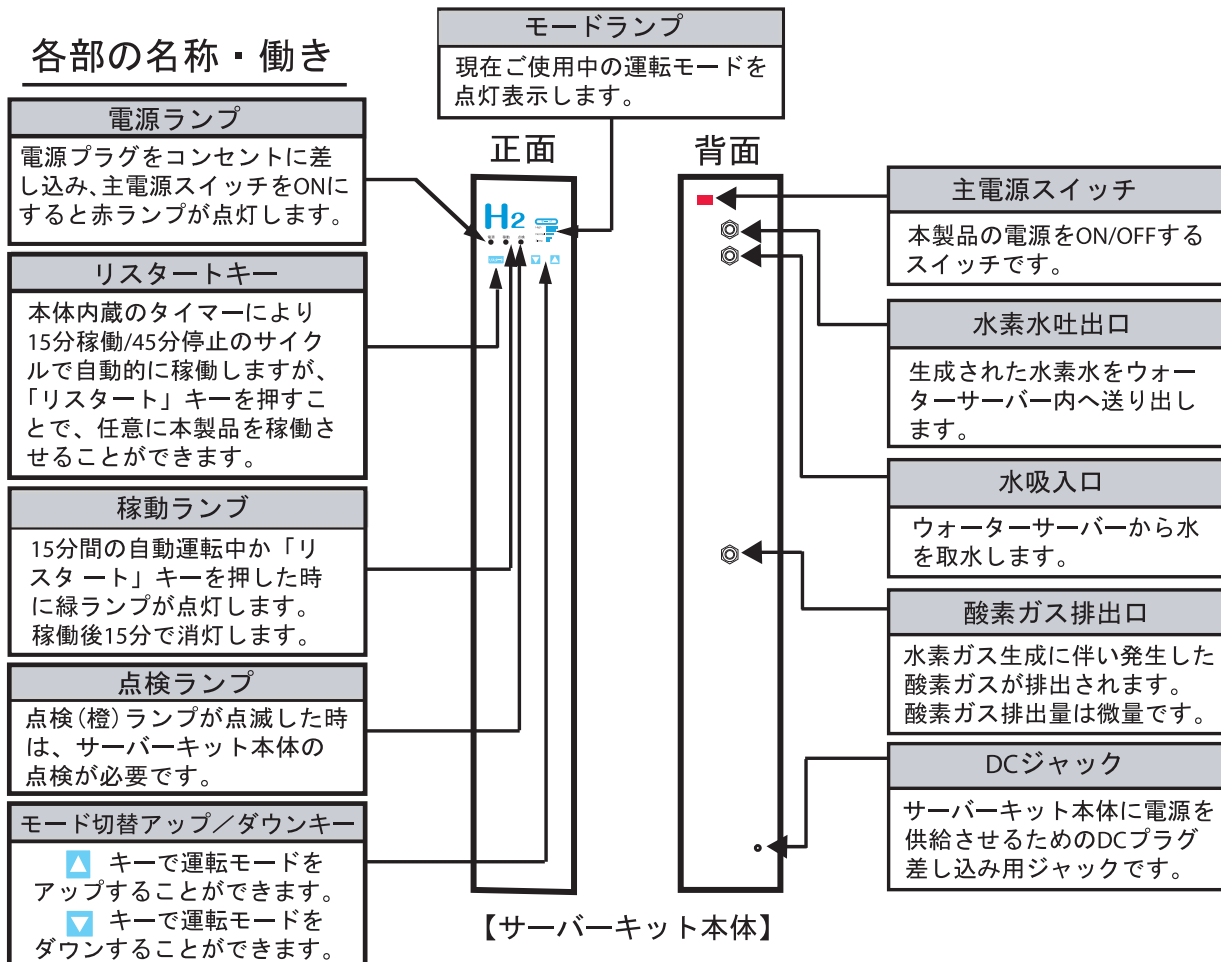 各部の名称・働き
モードランプ
現在ご使用中の運転モードを
点灯表示します。
電源ランプ
電源プラグをコンセントに差
し込み、主電源スイッチをONに
すると赤ランプが点灯します。
リスタートキー
本体内蔵のタイマーにより
15分稼働/45分停止のサイク
ルで自動的に稼働しますが、
「リスタート」キーを押すこ
とで、任意に本製品を稼働さ
せることができます。
稼動ランブ
15分間の自動運転中か「リ
スタ ート」キーを押した時
に緑ランプが点灯します。
稼働後15分で消灯します。
点検ランプ
点検(橙)ランプが点滅した時
は、サーバーキット本体の
点検が必要です。
モード切替アップ／ダウンキー
キーで運転モードを
アップすることができます。
キーで運転モードを
ダウンすることができます。
正面
H2
背面
【サーバーキット本体】
主電源スイッチ
本製品の電源をON/OFFする
スイッチです。
水素水吐出口
生成された水素水をウォー
ターサーバー内へ送り出し
ます。
水吸入口
ウォーターサーバーから水
を取水します。
酸素ガス排出口
水素ガス生成に伴い発生した
酸素ガスが排出されます。
酸素ガス排出量は微量です。
DCジャック
サーバーキット本体に電源を
供給させるためのDCプラグ
差し込み用ジャックです。